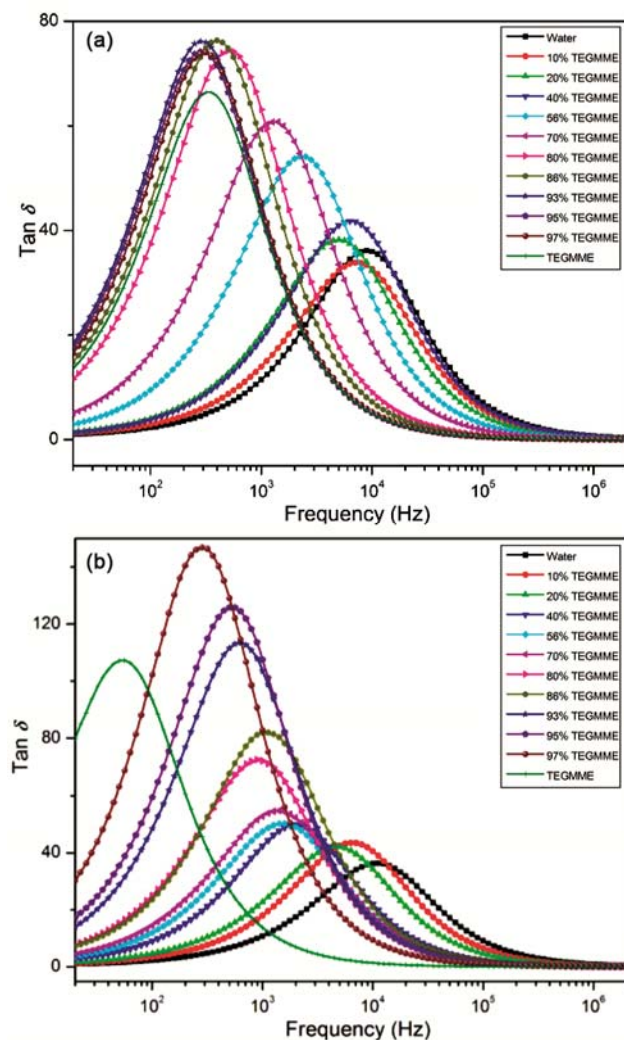 (a)
80
40
0
Tan δ
10²
10³
10⁴
10⁵
10⁶
Frequency (Hz)
Water
10% TEGMME
20% TEGMME
40% TEGMME
56% TEGMME
70% TEGMME
80% TEGMME
86% TEGMME
93% TEGMME
95% TEGMME
97% TEGMME
TEGMME
(b)
120
80
40
0
Tan δ
10²
10³
10⁴
10⁵
10⁶
Frequency (Hz)
Water
10% TEGMME
20% TEGMME
40% TEGMME
56% TEGMME
70% TEGMME
80% TEGMME
86% TEGMME
93% TEGMME
95% TEGMME
97% TEGMME
TEGMME